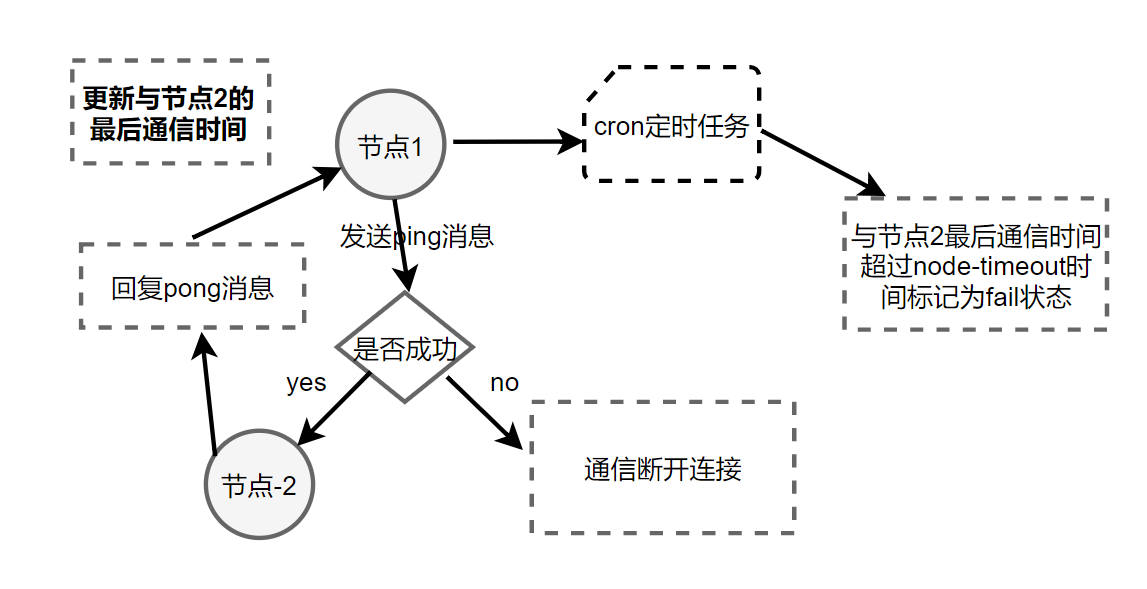 更新与节点2的
最后通信时间
节点1
cron定时任务
发送ping消息
与节点2最后通信时间
超过node-timeout时
间标记为fail状态
回复pong消息
是否成功
yes
no
节点-2
通信断开连接